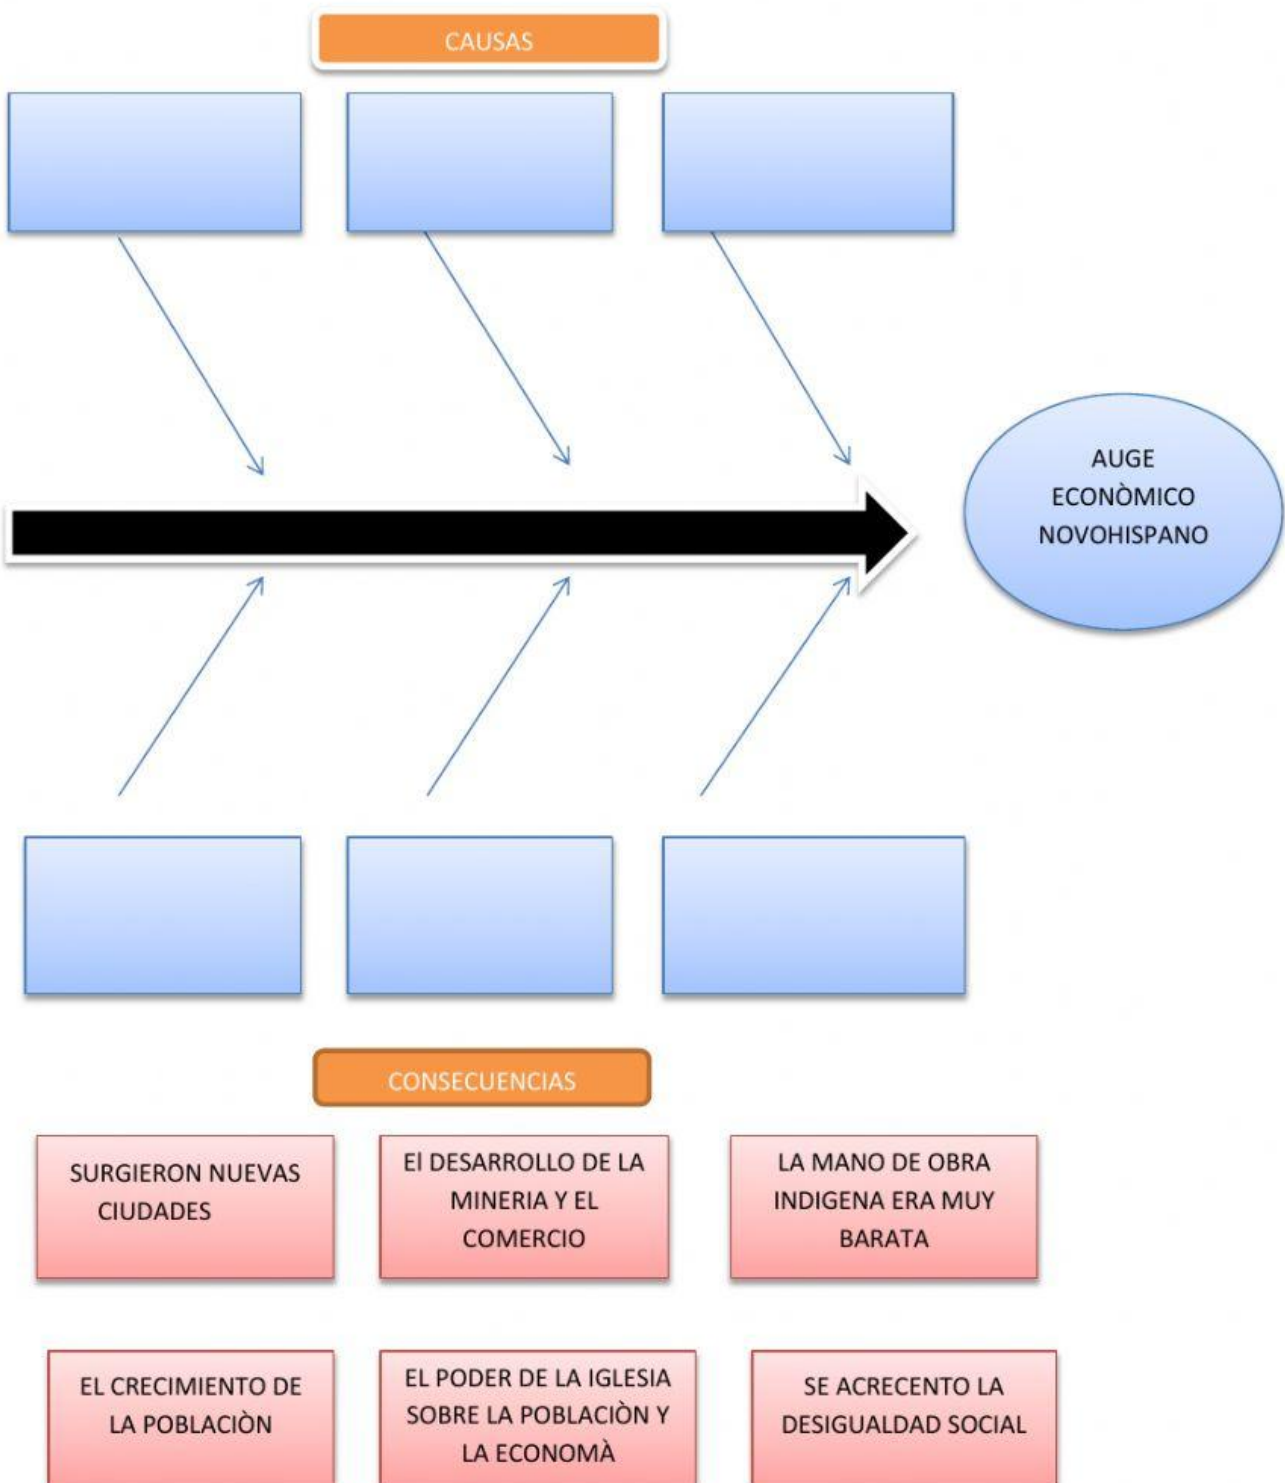 CAUSAS
AUGE
ECONÒMICO
NOVOHISPANO
CONSECUENCIAS
SURGIERON NUEVAS
CIUDADES
El DESARROLLO DE LA
MINERIA Y EL
COMERCIO
LA MANO DE OBRA
INDIGENA ERA MUY
BARATA
EL CRECIMIENTO DE
LA POBLACIÒN
EL PODER DE LA IGLESIA
SOBRE LA POBLACIÒN Y
LA ECONOMÀ
SE ACRECENTO LA
DESIGUALDAD SOCIAL